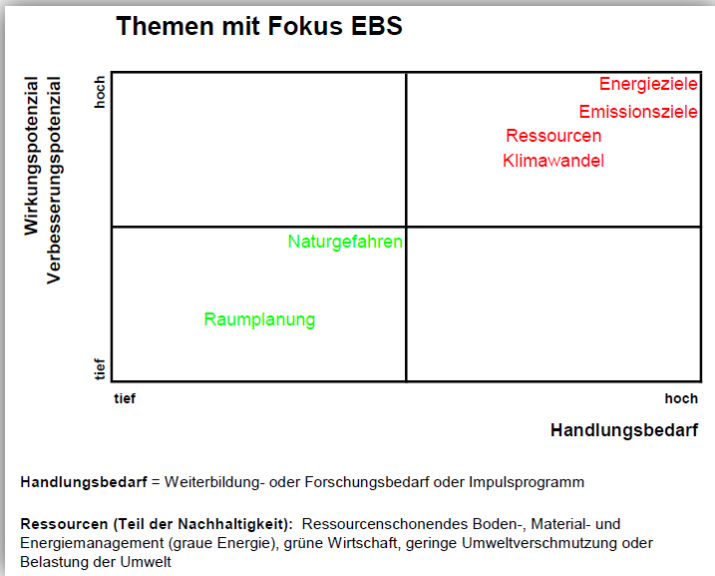 Themen mit Fokus EBS
Wirkungspotenzial
Verbesserungspotenzial
hoch
Energieziele
Emissionsziele
Ressourcen
Klimawandel
Naturgefahren
Raumplanung
tief
tief
hoch
Handlungsbedarf
Handlungsbedarf = Weiterbildung- oder Forschungsbedarf oder Impulsprogramm
Ressourcen (Teil der Nachhaltigkeit): Ressourcenschonendes Boden-, Material- und
Energiemanagement (graue Energie), grüne Wirtschaft, geringe Umweltverschmutzung oder
Belastung der Umwelt